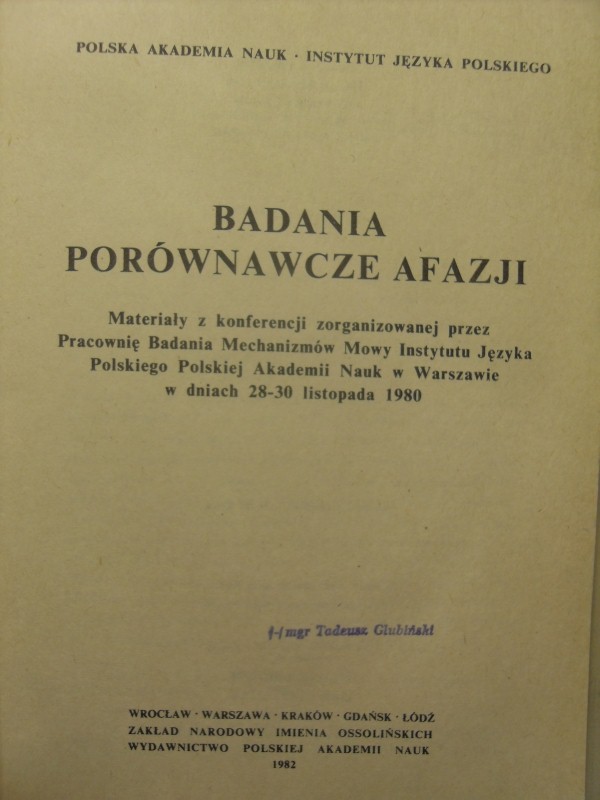 POLSKA AKADEMIA NAUK · INSTYTUT JĘZYKA POLSKIEGO
BADANIA
PORÓWNAWCZE AFAZJI
Materiały z konferencji zorganizowanej przez
Pracownię Badania Mechanizmów Mowy Instytutu Języka
Polskiego Polskiej Akademii Nauk w Warszawie
w dniach 28-30 listopada 1980
/-/ mgr Tadeusz Glubiński
WROCŁAW · WARSZAWA · KRAKÓW · GDAŃSK · ŁÓDŹ
ZAKŁAD NARODOWY IMIENIA OSSOLIŃSKICH
WYDAWNICTWO POLSKIEJ AKADEMII NAUK
1982